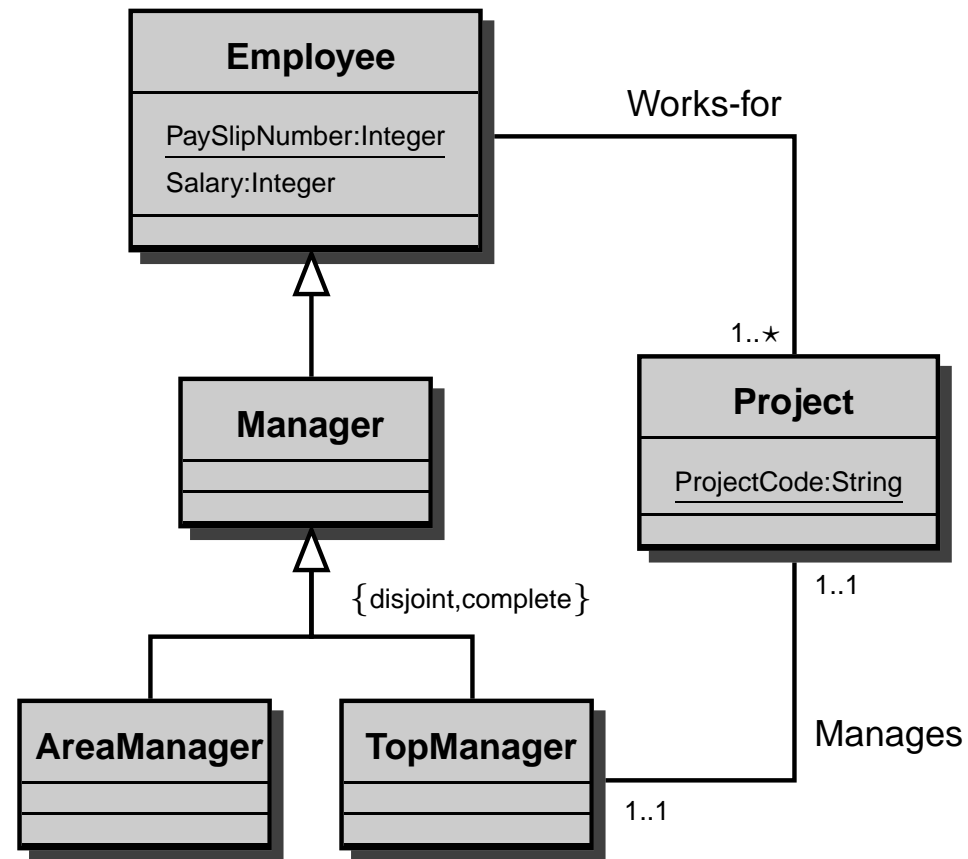 Employee
PaySlipNumber:Integer
Salary:Integer
Works-for
1..⋆
Manager
Project
ProjectCode:String
{disjoint,complete}
1..1
AreaManager
TopManager
Manages
1..1